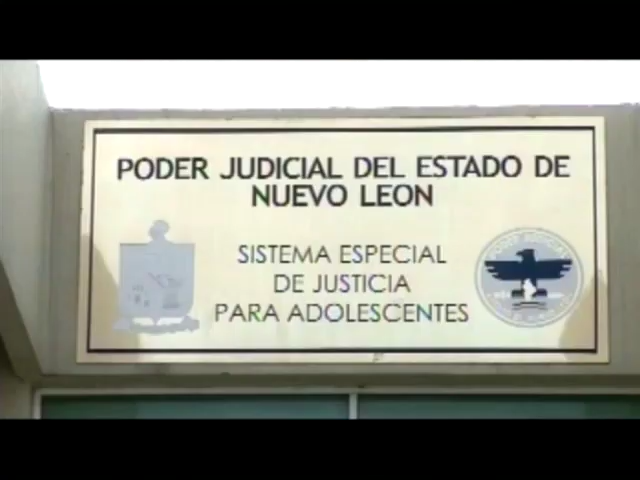 PODER JUDICIAL DEL ESTADO DE
NUEVO LEON
SISTEMA ESPECIAL
DE JUSTICIA
PARA ADOLESCENTES